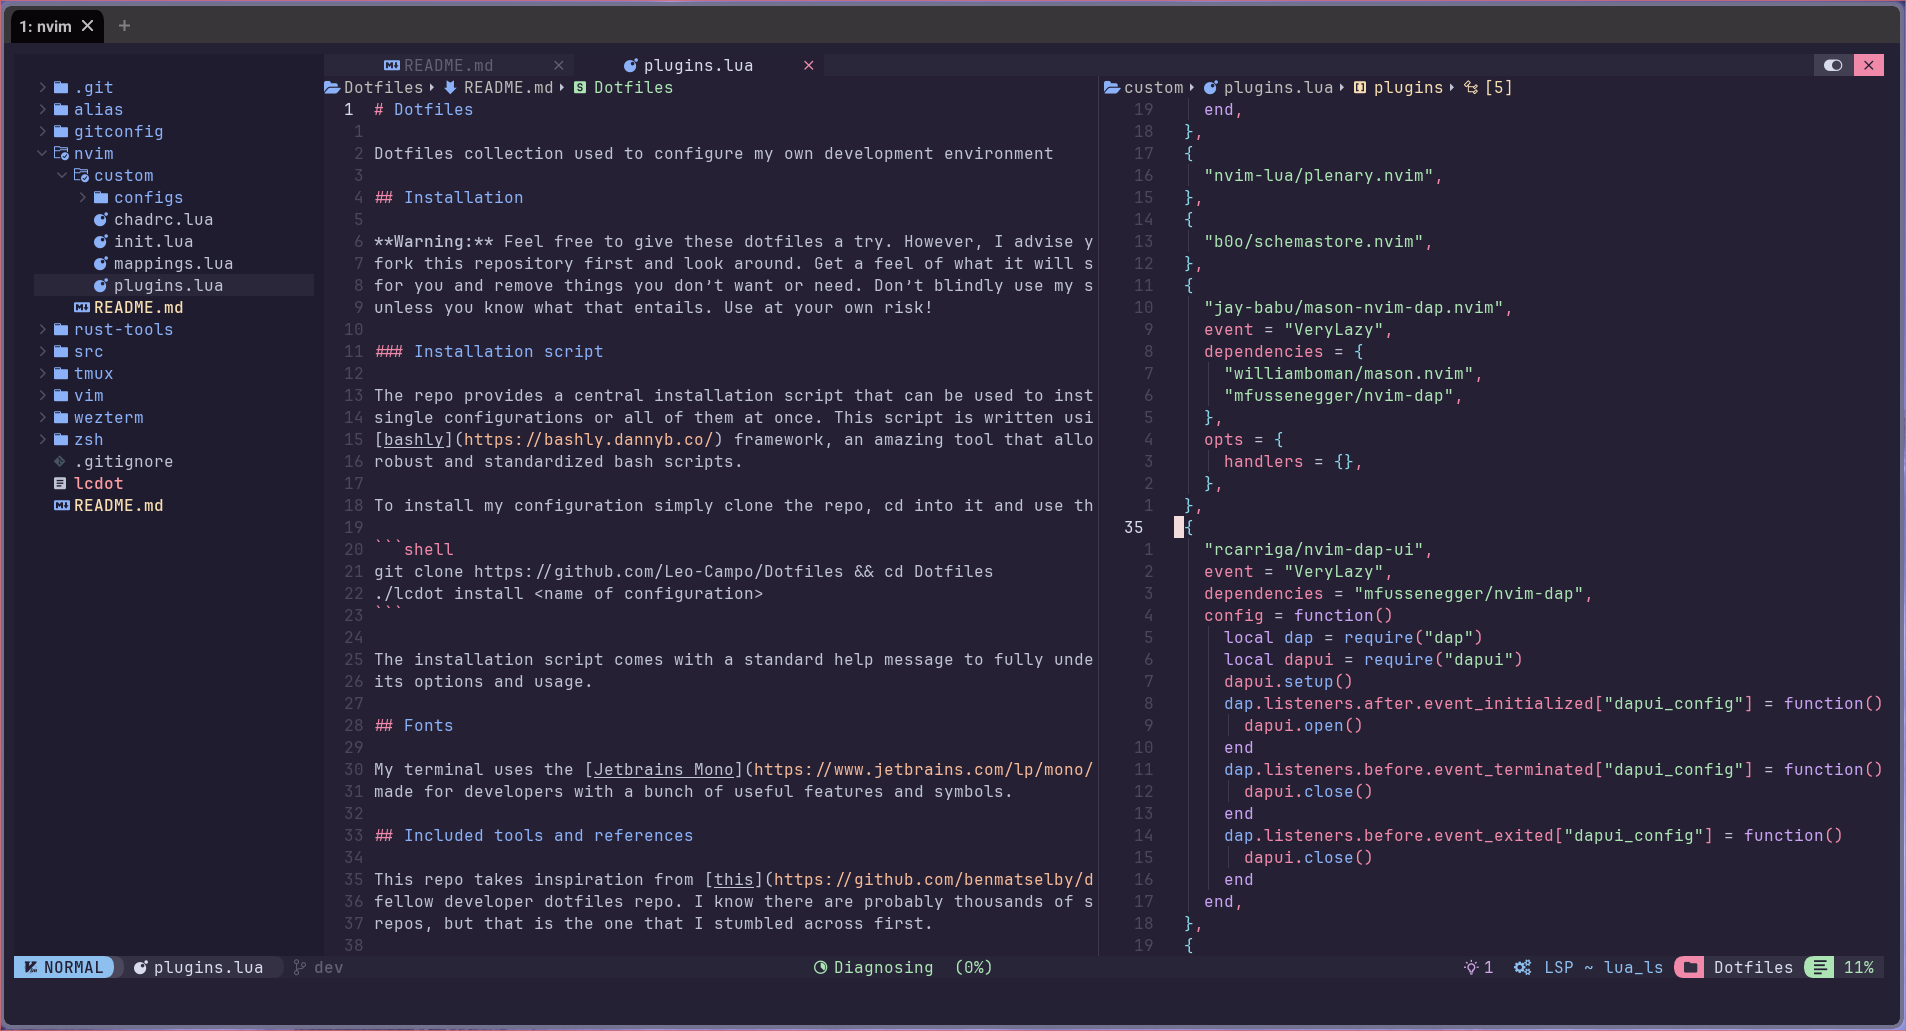 1: nvim
README.md
plugins.lua
.git
alias
gitconfig
nvim
custom
configs
chadrc.lua
init.lua
mappings.lua
plugins.lua
README.md
rust-tools
src
tmux
vim
wezterm
zsh
.gitignore
lcdot
README.md
Dotfiles README.md Dotfiles
1 # Dotfiles
1
2 Dotfiles collection used to configure my own development environment
3
4 ## Installation
5
6 **Warning:** Feel free to give these dotfiles a try. However, I advise y
7 fork this repository first and look around. Get a feel of what it will s
8 for you and remove things you don't want or need. Don't blindly use my s
9 unless you know what that entails. Use at your own risk!
10
11 ### Installation script
12
13 The repo provides a central installation script that can be used to inst
14 single configurations or all of them at once. This script is written usi
15 [bashly](https://bashly.dannyb.co/) framework, an amazing tool that allo
16 robust and standardized bash scripts.
17
18 To install my configuration simply clone the repo, cd into it and use th
19
20 ```shell
21 git clone https://github.com/Leo-Campo/Dotfiles && cd Dotfiles
22 ./lcdot install <name of configuration>
23 ```
24
25 The installation script comes with a standard help message to fully unde
26 its options and usage.
27
28 ## Fonts
29
30 My terminal uses the [Jetbrains Mono](https://www.jetbrains.com/lp/mono/
31 made for developers with a bunch of useful features and symbols.
32
33 ## Included tools and references
34
35 This repo takes inspiration from [this](https://github.com/benmatselby/d
36 fellow developer dotfiles repo. I know there are probably thousands of s
37 repos, but that is the one that I stumbled across first.
38
custom plugins.lua plugins [5]
19 end,
18 },
17 {
16 "nvim-lua/plenary.nvim",
15 },
14 {
13 "b0o/schemastore.nvim",
12 },
11 {
10 "jay-babu/mason-nvim-dap.nvim",
9 event = "VeryLazy",
8 dependencies = {
7 "williamboman/mason.nvim",
6 "mfussenegger/nvim-dap",
5 },
4 opts = {
3 handlers = {},
2 },
1 },
35 {
1 "rcarriga/nvim-dap-ui",
2 event = "VeryLazy",
3 dependencies = "mfussenegger/nvim-dap",
4 config = function()
5 local dap = require("dap")
6 local dapui = require("dapui")
7 dapui.setup()
8 dap.listeners.after.event_initialized["dapui_config"] = function()
9 dapui.open()
10 end
11 dap.listeners.before.event_terminated["dapui_config"] = function()
12 dapui.close()
13 end
14 dap.listeners.before.event_exited["dapui_config"] = function()
15 dapui.close()
16 end
17 end,
18 },
19 {
NORMAL plugins.lua dev Diagnosing (0%) 1 LSP ~ lua_ls Dotfiles 11%